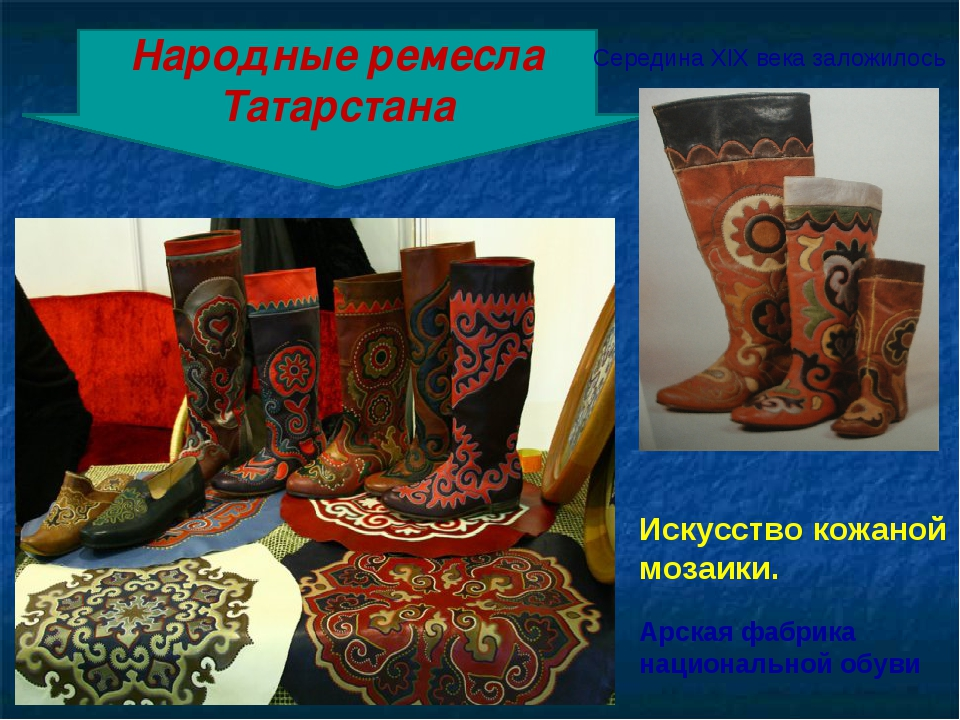 Народные ремесла
Татарстана
Середина XIX века заложилось
Искусство кожаной
мозаики.
Арская фабрика
национальной обуви